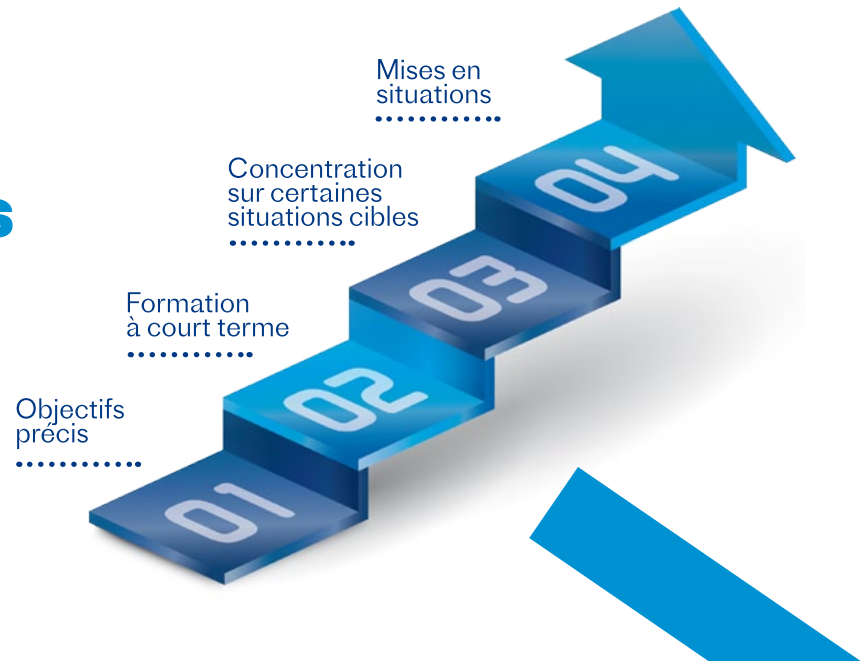 Mises en
situations
04
Concentration
sur certaines
situations cibles
03
Formation
à court terme
02
Objectifs
précis
01
s